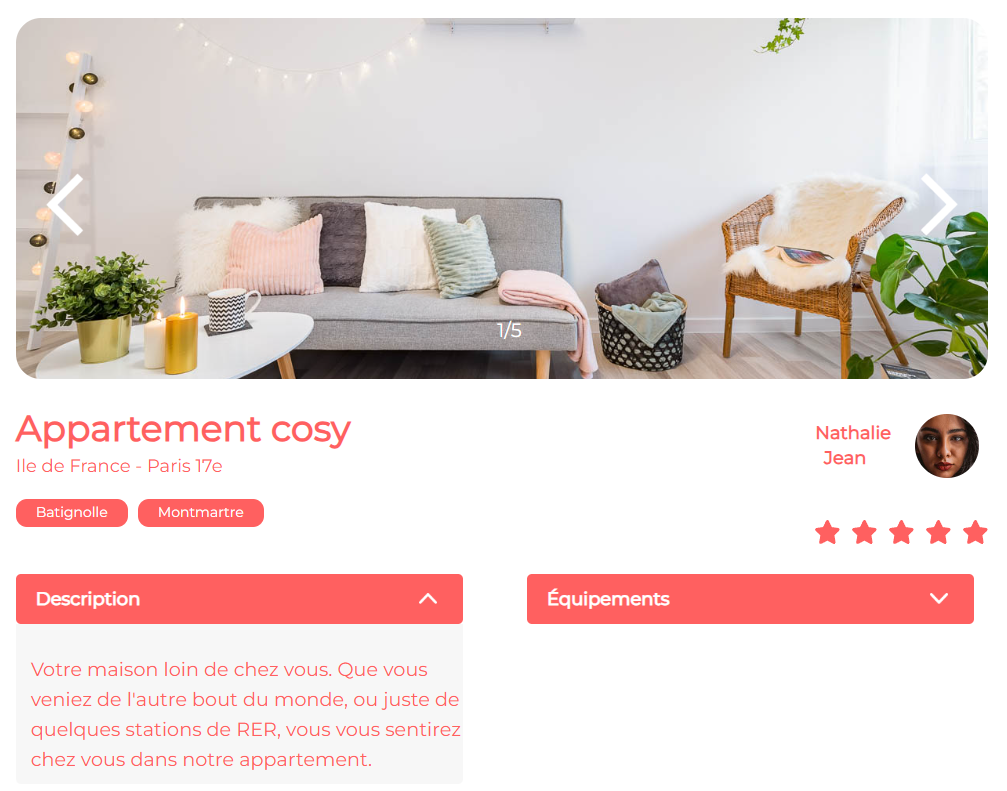 1/5
Appartement cosy
Ile de France - Paris 17e
Nathalie
Jean
Batignolle
Montmartre
Description
Votre maison loin de chez vous. Que vous
veniez de l'autre bout du monde, ou juste de
quelques stations de RER, vous vous sentirez
chez vous dans notre appartement.
Équipements